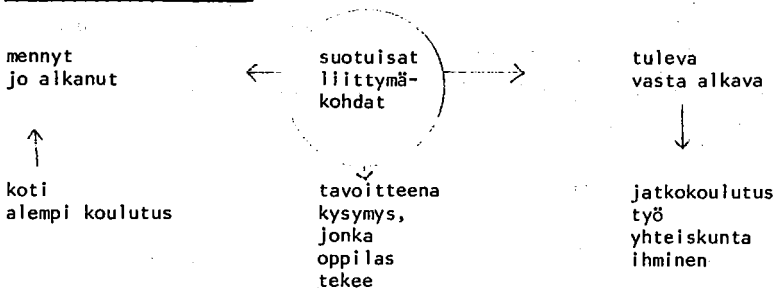 mennyt
jo alkanut
suotuisat
liittymä-
kohdat
tuleva
vasta alkava
koti
alempi koulutus
tavoitteena
kysymys,
jonka
oppilas
tekee
jatkokoulutus
työ
yhteiskunta
ihminen